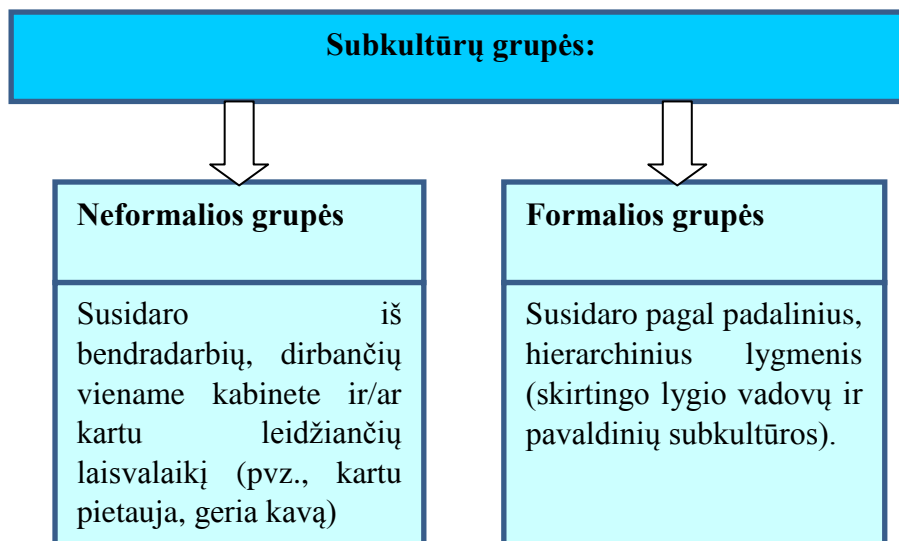 Subkultūrų grupės:
Neformalios grupės
Susidaro iš
bendradarbių, dirbančių
viename kabinete ir/ar
kartu leidžiančių
laisvalaikį (pvz., kartu
pietauja, geria kavą)
Formalios grupės
Susidaro pagal padalinius,
hierarchinius lygmenis
(skirtingo lygio vadovų ir
pavaldinių subkultūros).